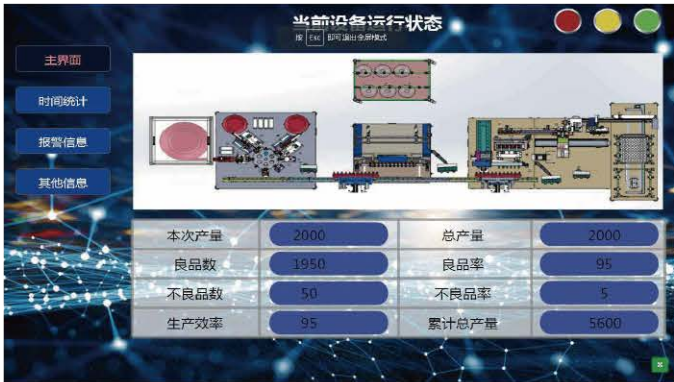 当前设备运行状态
按 Esc 即可退出全屏模式
主界面
时间统计
报警信息
其他信息
本次产量 2000 总产量 2000
良品数 1950 良品率 95
不良品数 50 不良品率 5
生产效率 95 累计总产量 5600